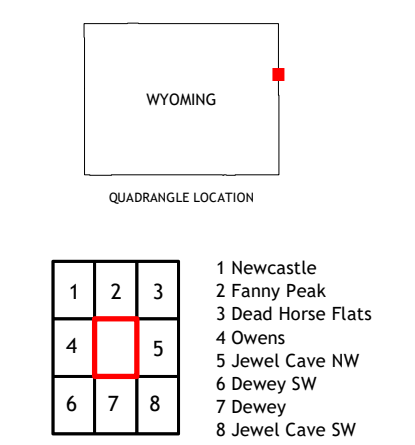 WYOMING
QUADRANGLE LOCATION
1 2 3
4 5
6 7 8
1 Newcastle
2 Fanny Peak
3 Dead Horse Flats
4 Owens
5 Jewel Cave NW
6 Dewey SW
7 Dewey
8 Jewel Cave SW